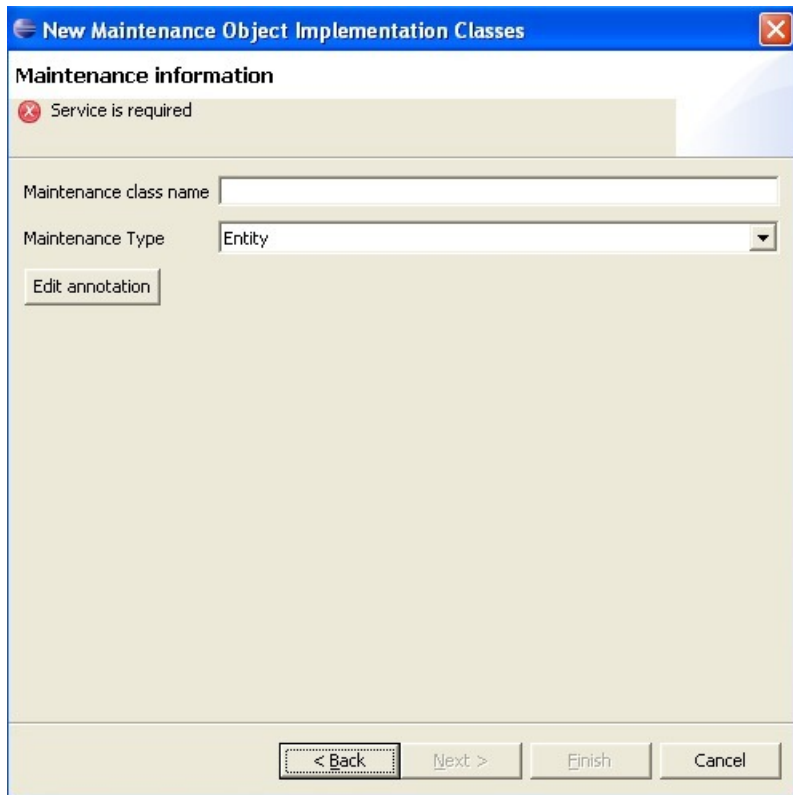 New Maintenance Object Implementation Classes
Maintenance information
Service is required
Maintenance class name
Maintenance Type Entity
Edit annotation
< Back Next > Finish Cancel